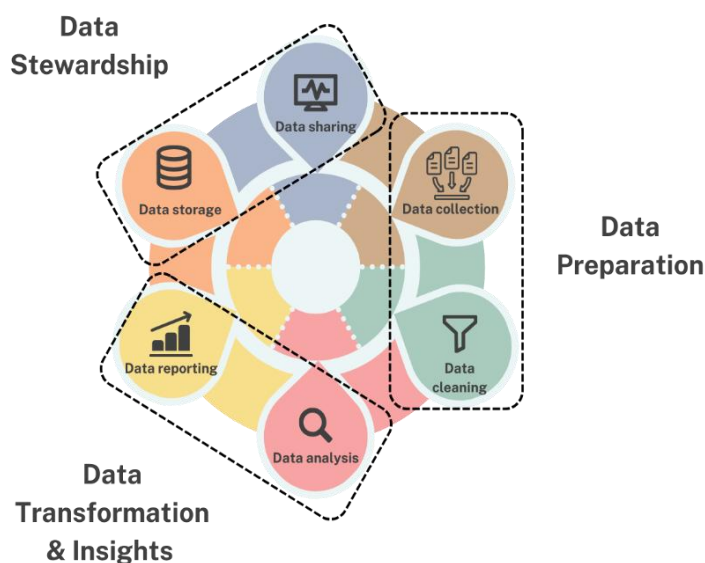 Data
Stewardship
Data sharing
Data storage
Data collection
Data
Preparation
Data reporting
Data
cleaning
Data analysis
Data
Transformation
& Insights